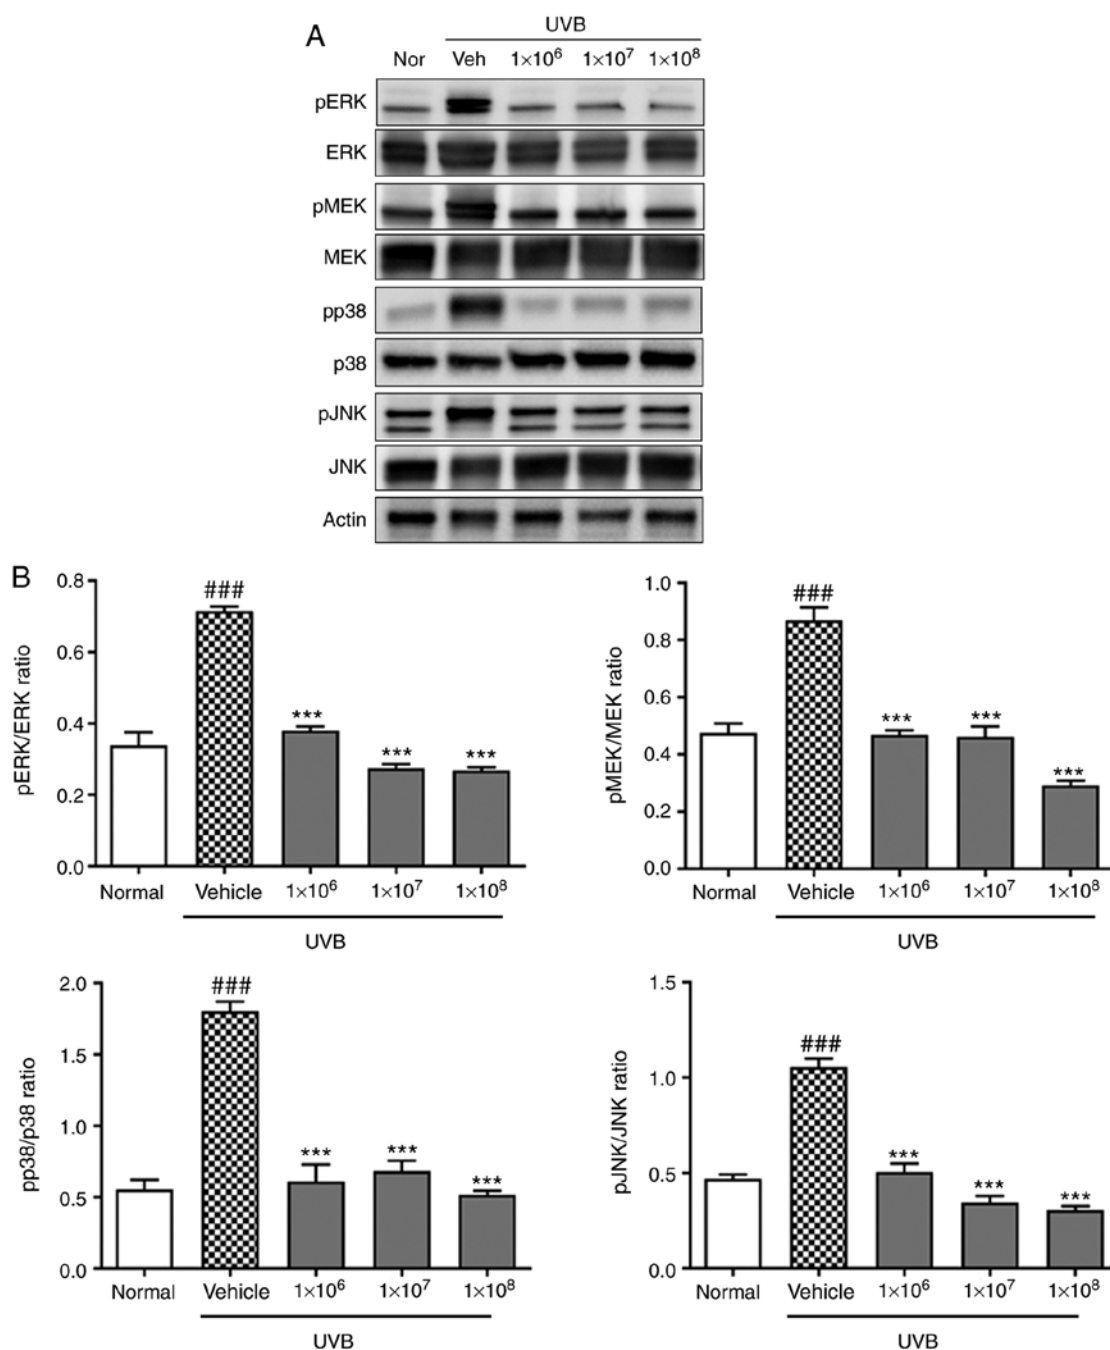 A
UVB
Nor Veh 1×10⁶ 1×10⁷ 1×10⁸
pERK
ERK
pMEK
MEK
pp38
p38
pJNK
JNK
Actin
B
pERK/ERK ratio
0.8
0.6
0.4
0.2
0.0
###
***
***
***
Normal Vehicle 1×10⁶ 1×10⁷ 1×10⁸
UVB
pMEK/MEK ratio
1.0
0.8
0.6
0.4
0.2
0.0
###
***
***
***
Normal Vehicle 1×10⁶ 1×10⁷ 1×10⁸
UVB
pp38/p38 ratio
2.0
1.5
1.0
0.5
0.0
###
***
***
***
Normal Vehicle 1×10⁶ 1×10⁷ 1×10⁸
UVB
pJNK/JNK ratio
1.5
1.0
0.5
0.0
###
***
***
***
Normal Vehicle 1×10⁶ 1×10⁷ 1×10⁸
UVB